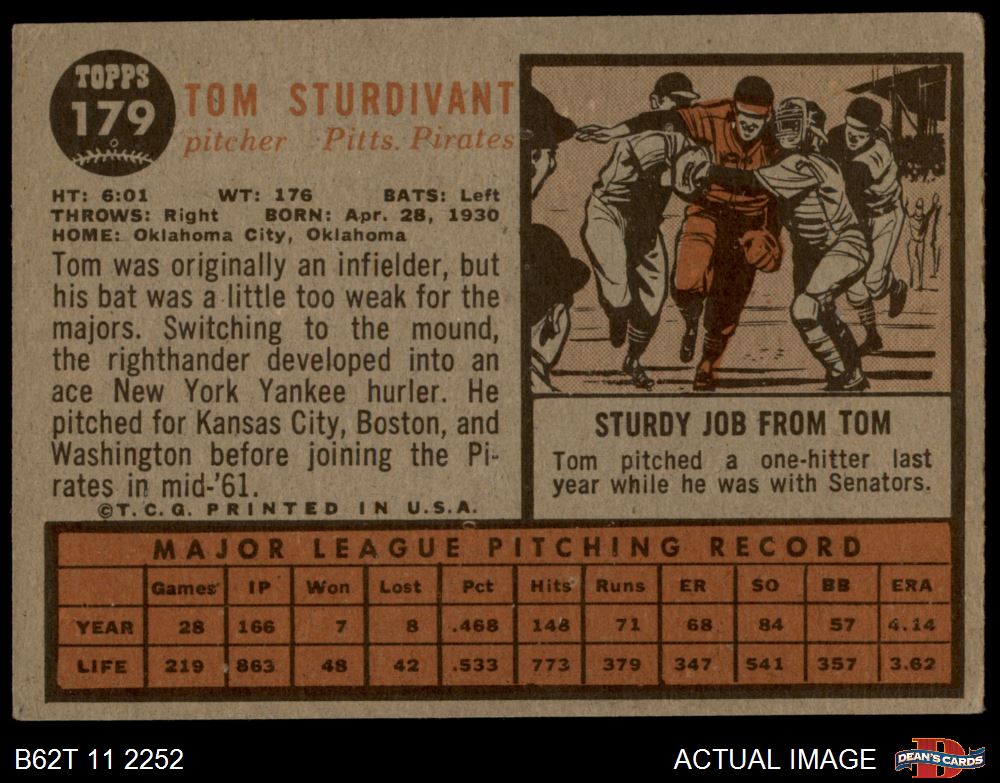 TOPPS
179
TOM STURDIVANT
pitcher Pitts. Pirates
HT: 6:01 WT: 176 BATS: Left
THROWS: Right BORN: Apr. 28, 1930
HOME: Oklahoma City, Oklahoma
Tom was originally an infielder, but
his bat was a little too weak for the
majors. Switching to the mound,
the righthander developed into an
ace New York Yankee hurler. He
pitched for Kansas City, Boston, and
Washington before joining the Pi-
rates in mid-'61.
©T.C.G. PRINTED IN U.S.A.
STURDY JOB FROM TOM
Tom pitched a one-hitter last
year while he was with Senators.
MAJOR LEAGUE PITCHING RECORD
Games IP Won Lost Pct Hits Runs ER SO BB ERA
YEAR 28 166 7 8 .468 148 71 68 84 57 4.14
LIFE 219 863 48 42 .533 773 379 347 541 357 3.62
B62T 11 2252
ACTUAL IMAGE
DEAN'S CARDS